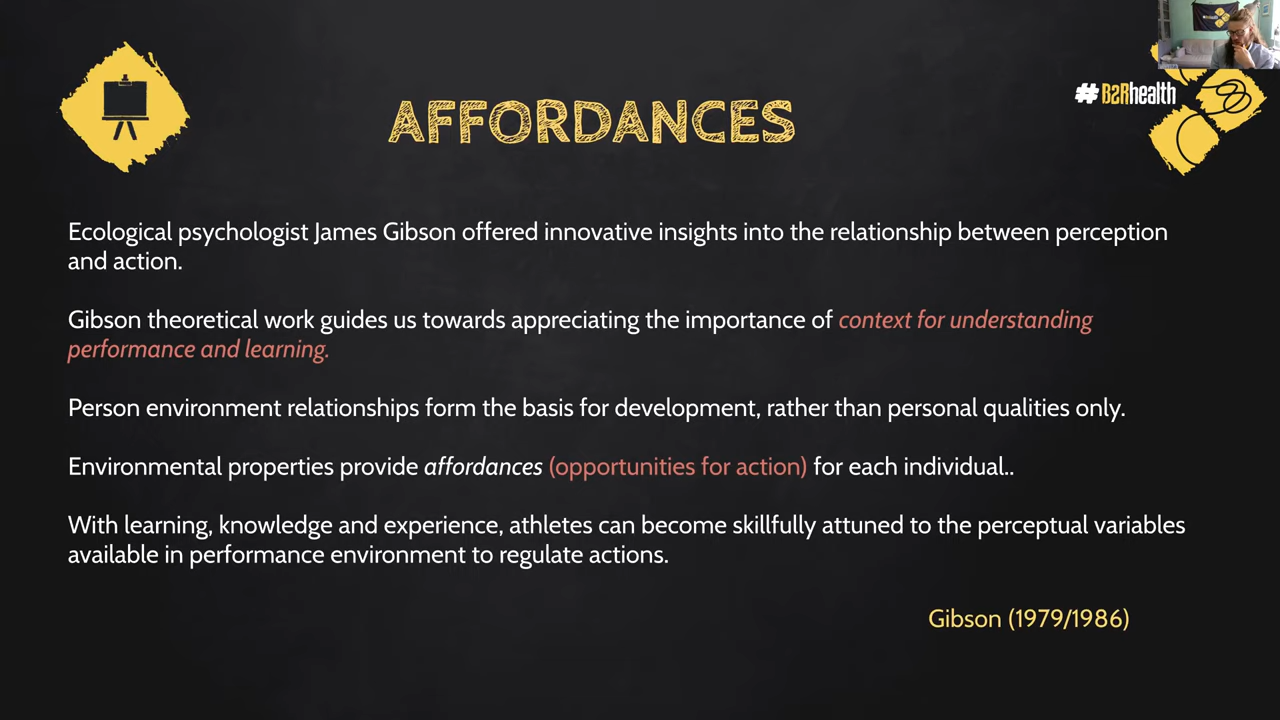 AFFORDANCES
#B2Rhealth
Ecological psychologist James Gibson offered innovative insights into the relationship between perception
and action.
Gibson theoretical work guides us towards appreciating the importance of context for understanding
performance and learning.
Person environment relationships form the basis for development, rather than personal qualities only.
Environmental properties provide affordances (opportunities for action) for each individual..
With learning, knowledge and experience, athletes can become skillfully attuned to the perceptual variables
available in performance environment to regulate actions.
Gibson (1979/1986)